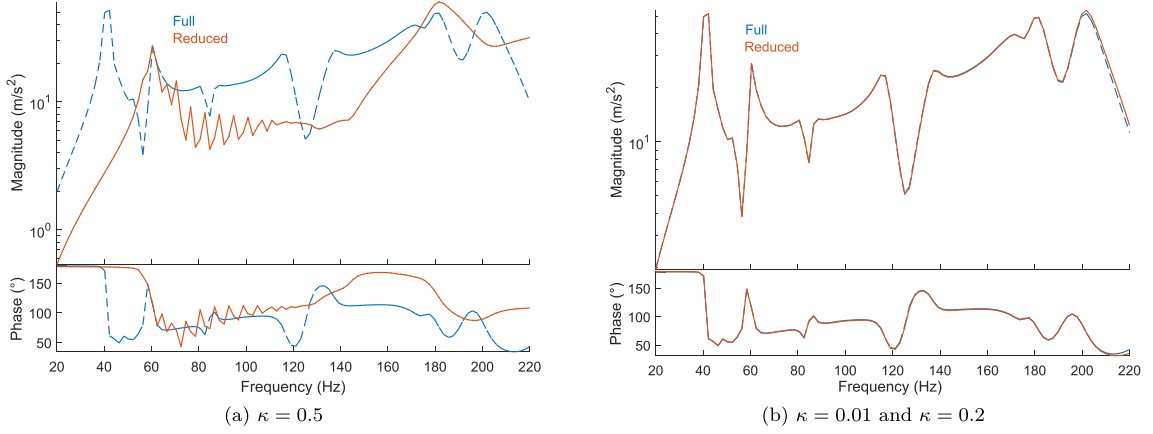 Full
Reduced
Magnitude (m/s²)
10¹
10⁰
Phase (°)
150
100
50
20 40 60 80 100 120 140 160 180 200 220
Frequency (Hz)
(a) κ = 0.5
Full
Reduced
Magnitude (m/s²)
10¹
Phase (°)
150
100
50
20 40 60 80 100 120 140 160 180 200 220
Frequency (Hz)
(b) κ = 0.01 and κ = 0.2